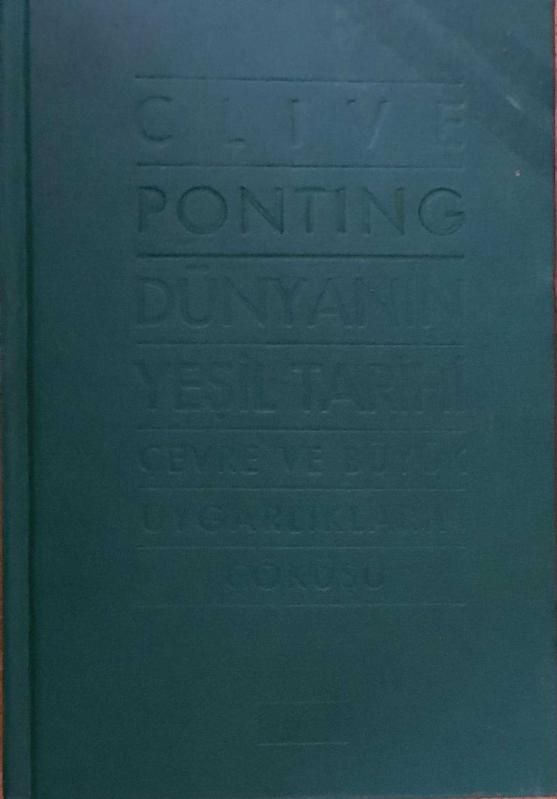 CLIVE
PONTING
DÜNYANIN
YEŞİL TARİHİ
ÇEVRE VE BÜYÜK
UYGARLIKLARIN
ÇÖKÜŞÜ